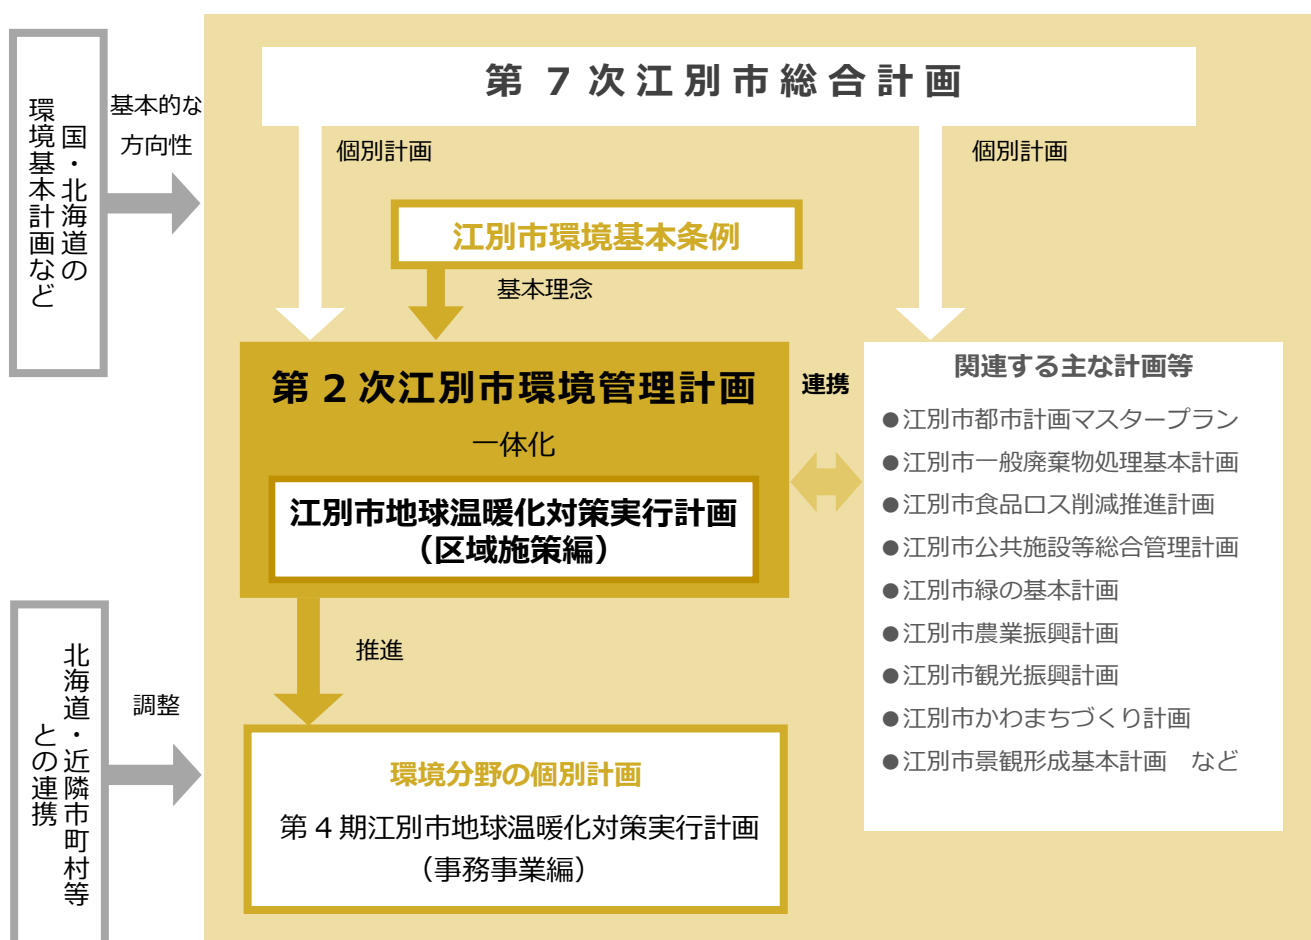 第 7 次江別市総合計画
国・北海道の
環境基本計画など
基本的な
方向性
個別計画
個別計画
江別市環境基本条例
基本理念
第 2 次江別市環境管理計画
一体化
江別市地球温暖化対策実行計画
（区域施策編）
連携
関連する主な計画等
●江別市都市計画マスタープラン
●江別市一般廃棄物処理基本計画
●江別市食品ロス削減推進計画
●江別市公共施設等総合管理計画
●江別市緑の基本計画
●江別市農業振興計画
●江別市観光振興計画
●江別市かわまちづくり計画
●江別市景観形成基本計画　など
推進
北海道・近隣市町村等
との連携
調整
環境分野の個別計画
第 4 期江別市地球温暖化対策実行計画
（事務事業編）